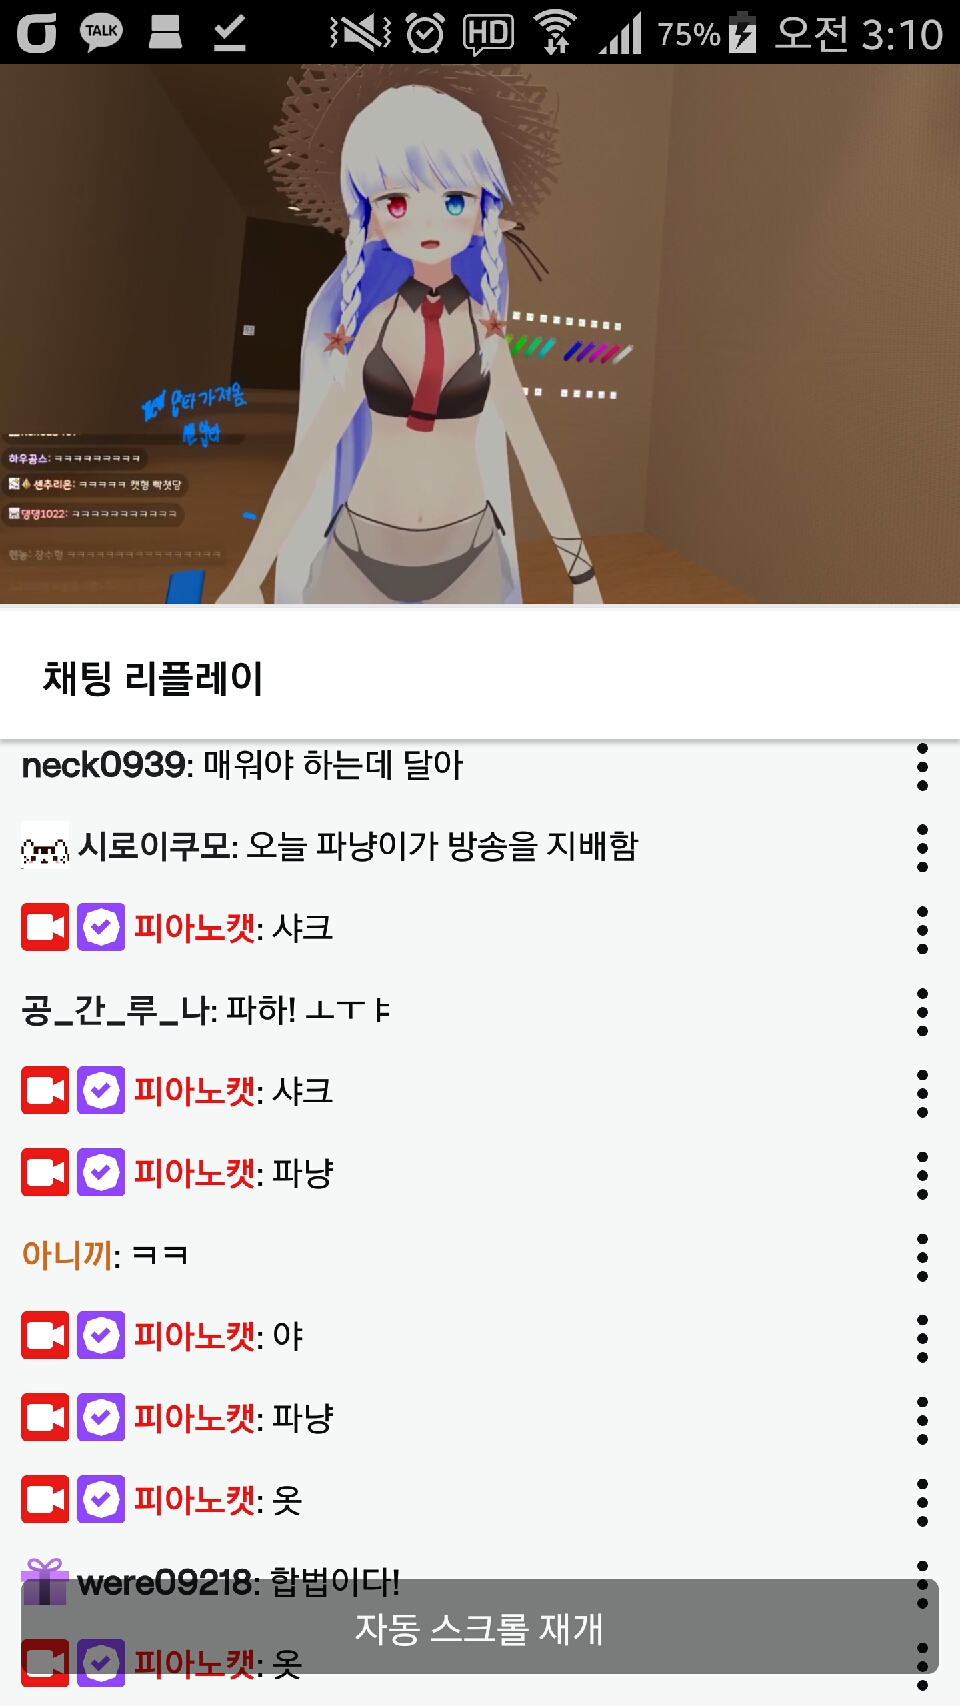 TALK HD 75% 오전 3:10
하우곰스: ㅋㅋㅋㅋㅋㅋㅋㅋㅋ
센추리온: ㅋㅋㅋㅋㅋ 캣형 빡첫당
댕댕1022: ㅋㅋㅋㅋㅋㅋㅋㅋㅋㅋㅋ
채팅 리플레이
neck0939: 매워야 하는데 달아
시로이쿠모: 오늘 파냥이가 방송을 지배함
피아노캣: 샤크
공_간_루_나: 파하! ㅗㅜㅑ
피아노캣: 샤크
피아노캣: 파냥
아니끼: ㅋㅋ
피아노캣: 야
피아노캣: 파냥
피아노캣: 옷
were09218: 합법이다!
자동 스크롤 재개
피아노캣: 옷